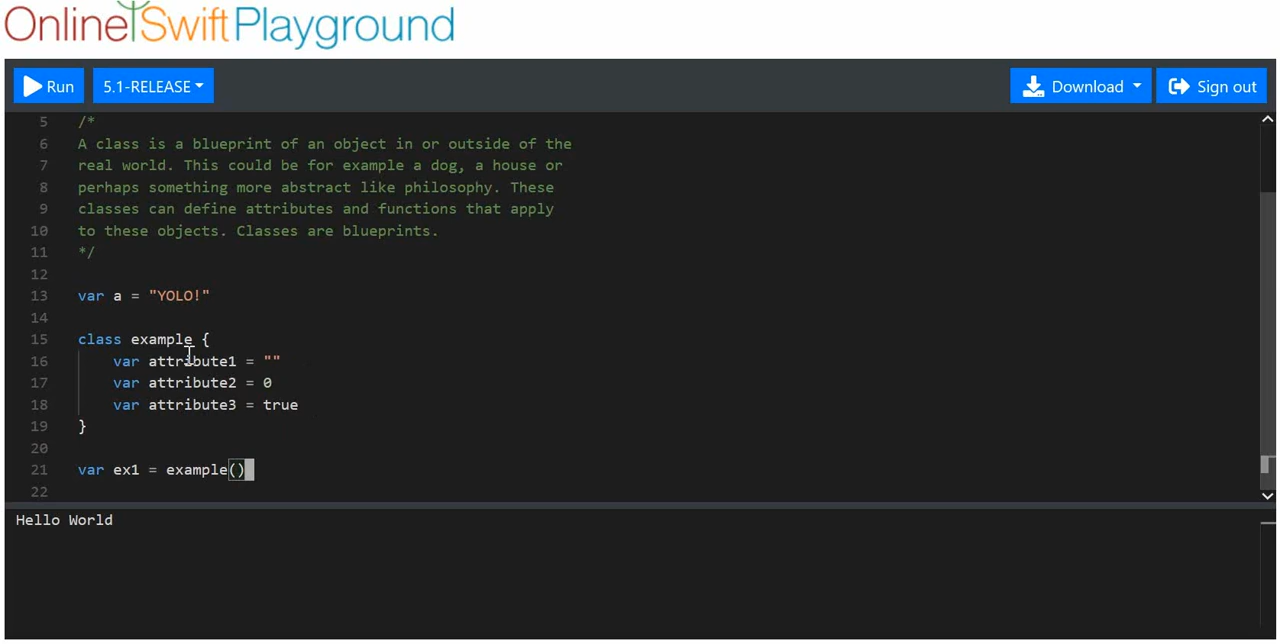 OnlineSwiftPlayground
Run 5.1-RELEASE Download Sign out
5 /*
6 A class is a blueprint of an object in or outside of the
7 real world. This could be for example a dog, a house or
8 perhaps something more abstract like philosophy. These
9 classes can define attributes and functions that apply
10 to these objects. Classes are blueprints.
11 */
12
13 var a = "YOLO!"
14
15 class example {
16 var attribute1 = ""
17 var attribute2 = 0
18 var attribute3 = true
19 }
20
21 var ex1 = example()
22
Hello World